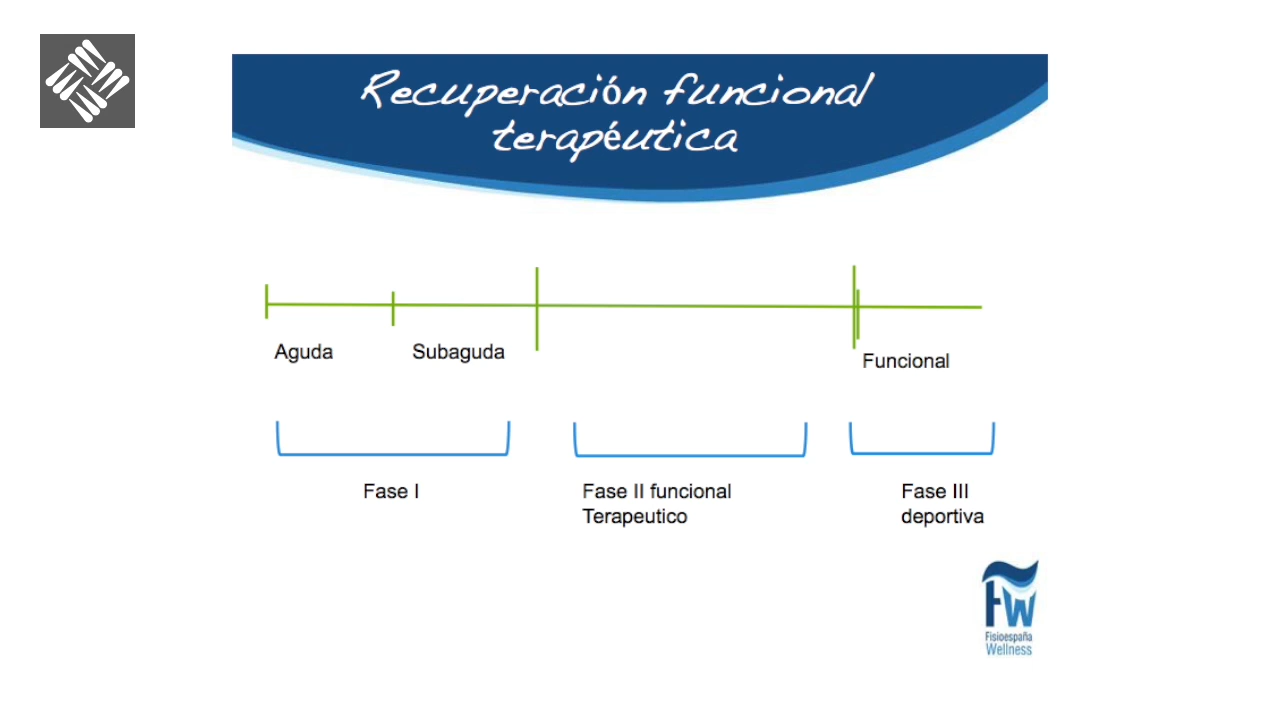 Recuperación funcional
terapéutica
Aguda
Subaguda
Funcional
Fase I
Fase II funcional
Terapeutico
Fase III
deportiva
FW
Fisioespaña
Wellness